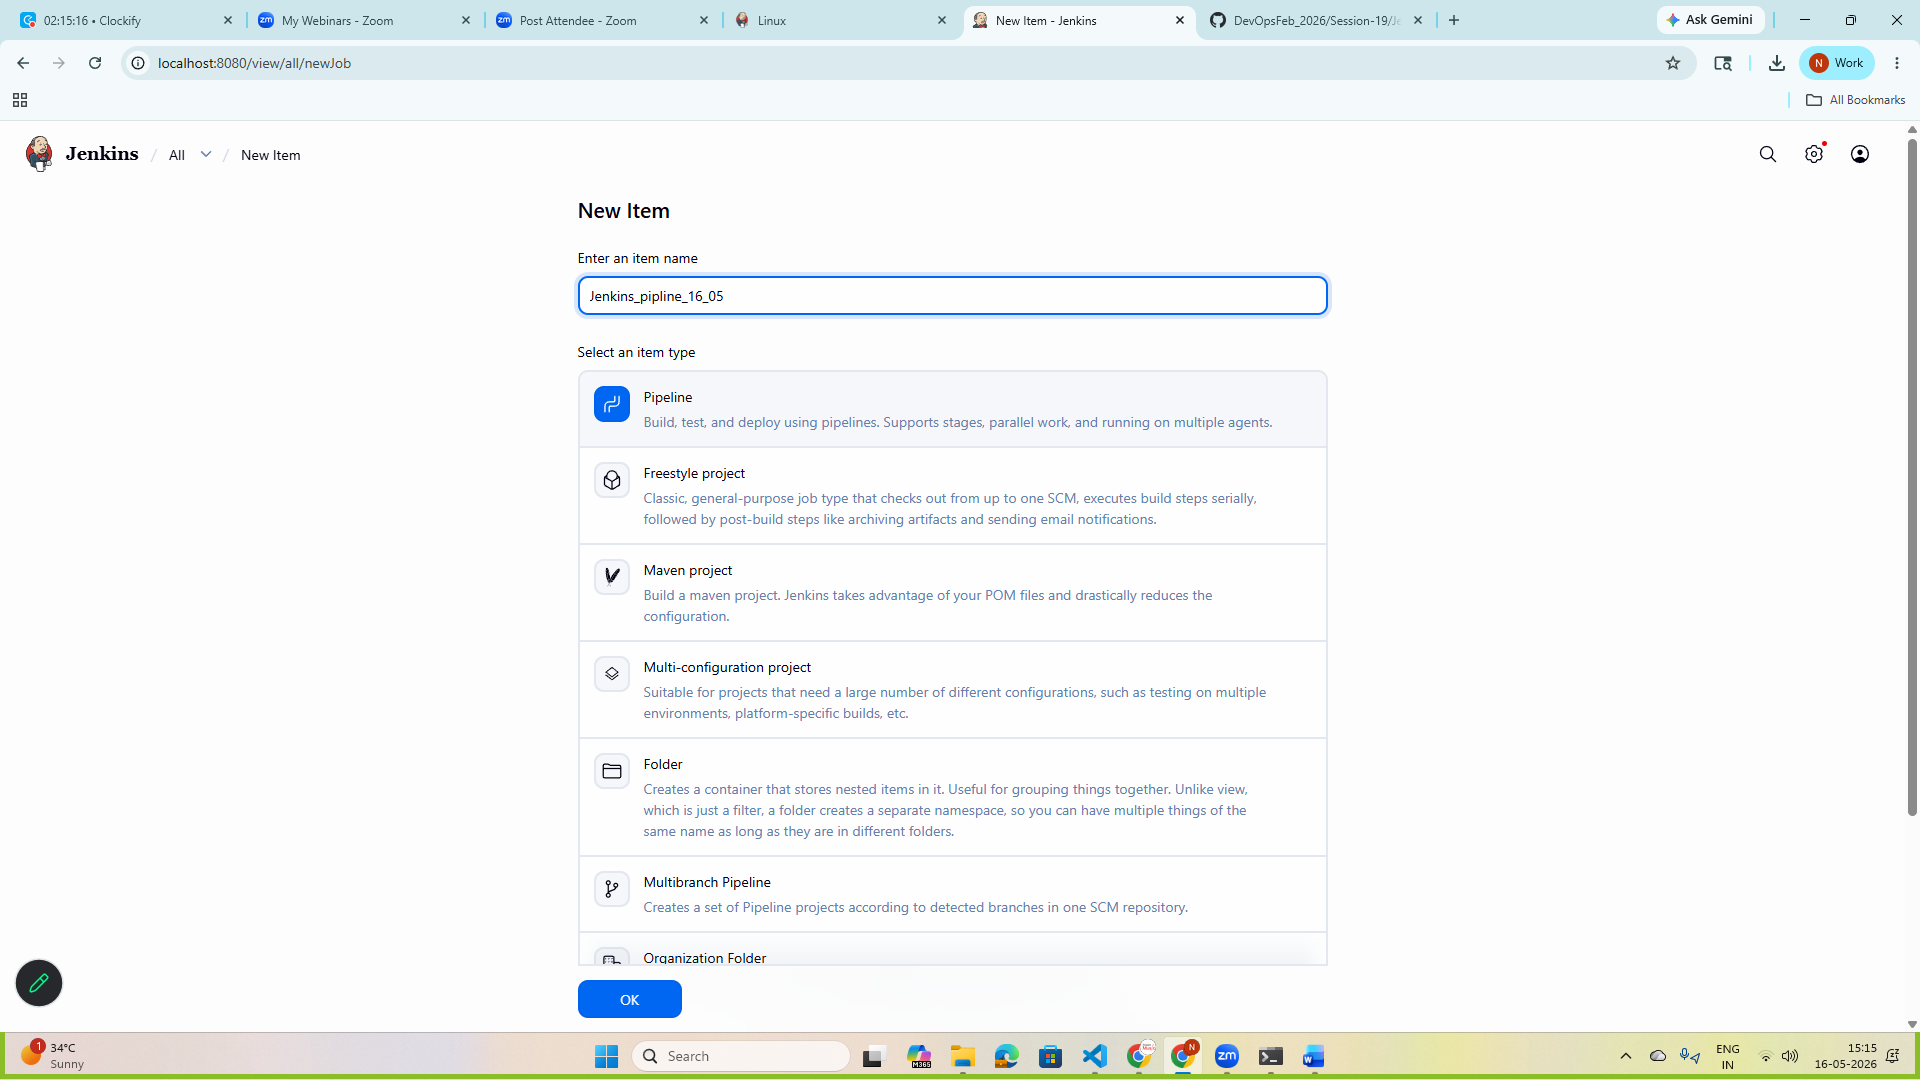 02:15:16 • Clockify
My Webinars - Zoom
Post Attendee - Zoom
Linux
New Item - Jenkins
DevOpsFeb_2026/Session-19/Je
Ask Gemini
localhost:8080/view/all/newJob
N Work
All Bookmarks
Jenkins / All / New Item
New Item
Enter an item name
Jenkins_pipline_16_05
Select an item type
Pipeline
Build, test, and deploy using pipelines. Supports stages, parallel work, and running on multiple agents.
Freestyle project
Classic, general-purpose job type that checks out from up to one SCM, executes build steps serially,
followed by post-build steps like archiving artifacts and sending email notifications.
Maven project
Build a maven project. Jenkins takes advantage of your POM files and drastically reduces the
configuration.
Multi-configuration project
Suitable for projects that need a large number of different configurations, such as testing on multiple
environments, platform-specific builds, etc.
Folder
Creates a container that stores nested items in it. Useful for grouping things together. Unlike view,
which is just a filter, a folder creates a separate namespace, so you can have multiple things of the
same name as long as they are in different folders.
Multibranch Pipeline
Creates a set of Pipeline projects according to detected branches in one SCM repository.
Organization Folder
OK
1
34°C
Sunny
Search
M365
N
zm
ENG
IN
15:15
16-05-2026